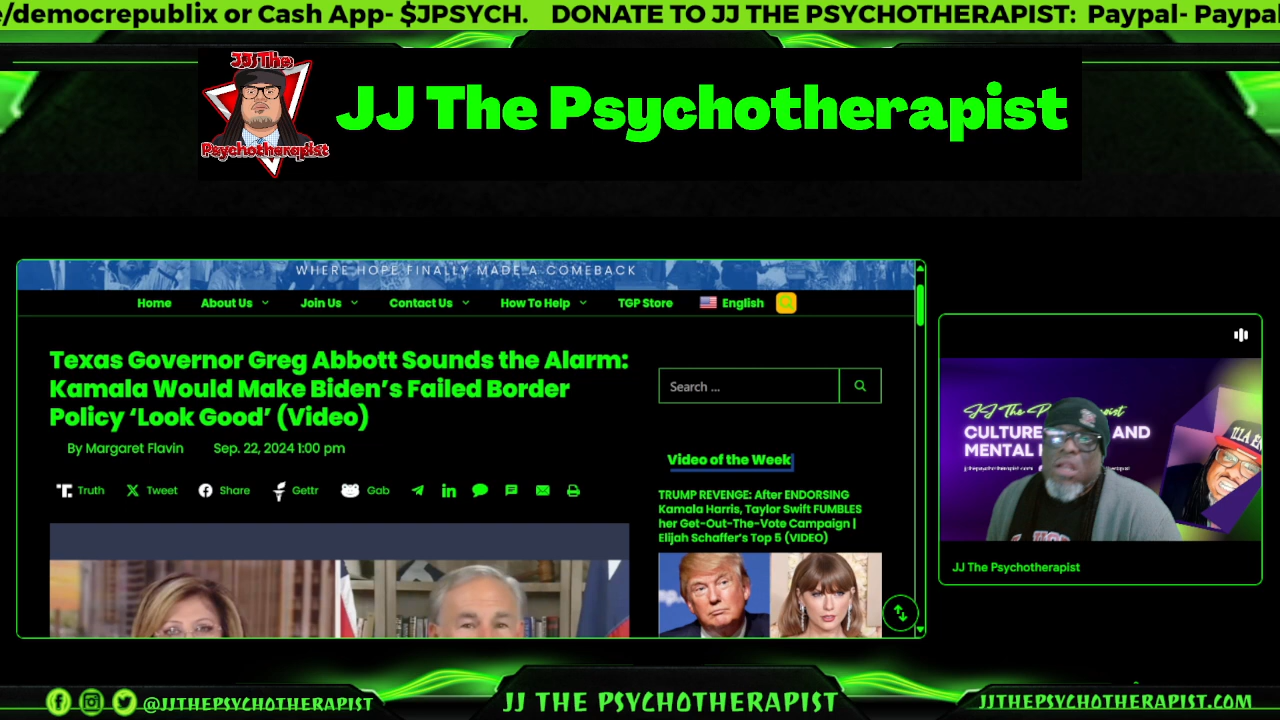 e/democrepublix or Cash App- $JPSYCH. DONATE TO JJ THE PSYCHOTHERAPIST: Paypal- Paypal
JJ The
Psychotherapist
JJ The Psychotherapist
WHERE HOPE FINALLY MADE A COMEBACK
Home About Us Join Us Contact Us How To Help TGP Store English
Texas Governor Greg Abbott Sounds the Alarm:
Kamala Would Make Biden's Failed Border
Policy 'Look Good' (Video)
By Margaret Flavin Sep. 22, 2024 1:00 pm
Truth Tweet Share Gettr Gab
Search ...
Video of the Week
TRUMP REVENGE: After ENDORSING
Kamala Harris, Taylor Swift FUMBLES
her Get-Out-The-Vote Campaign |
Elijah Schaffer's Top 5 (VIDEO)
JJ The
CULTURE AND
MENTAL
JJ The Psychotherapist
@JJTHEPSYCHOTHERAPIST
JJ THE PSYCHOTHERAPIST
JJTHEPSYCHOTHERAPIST.COM